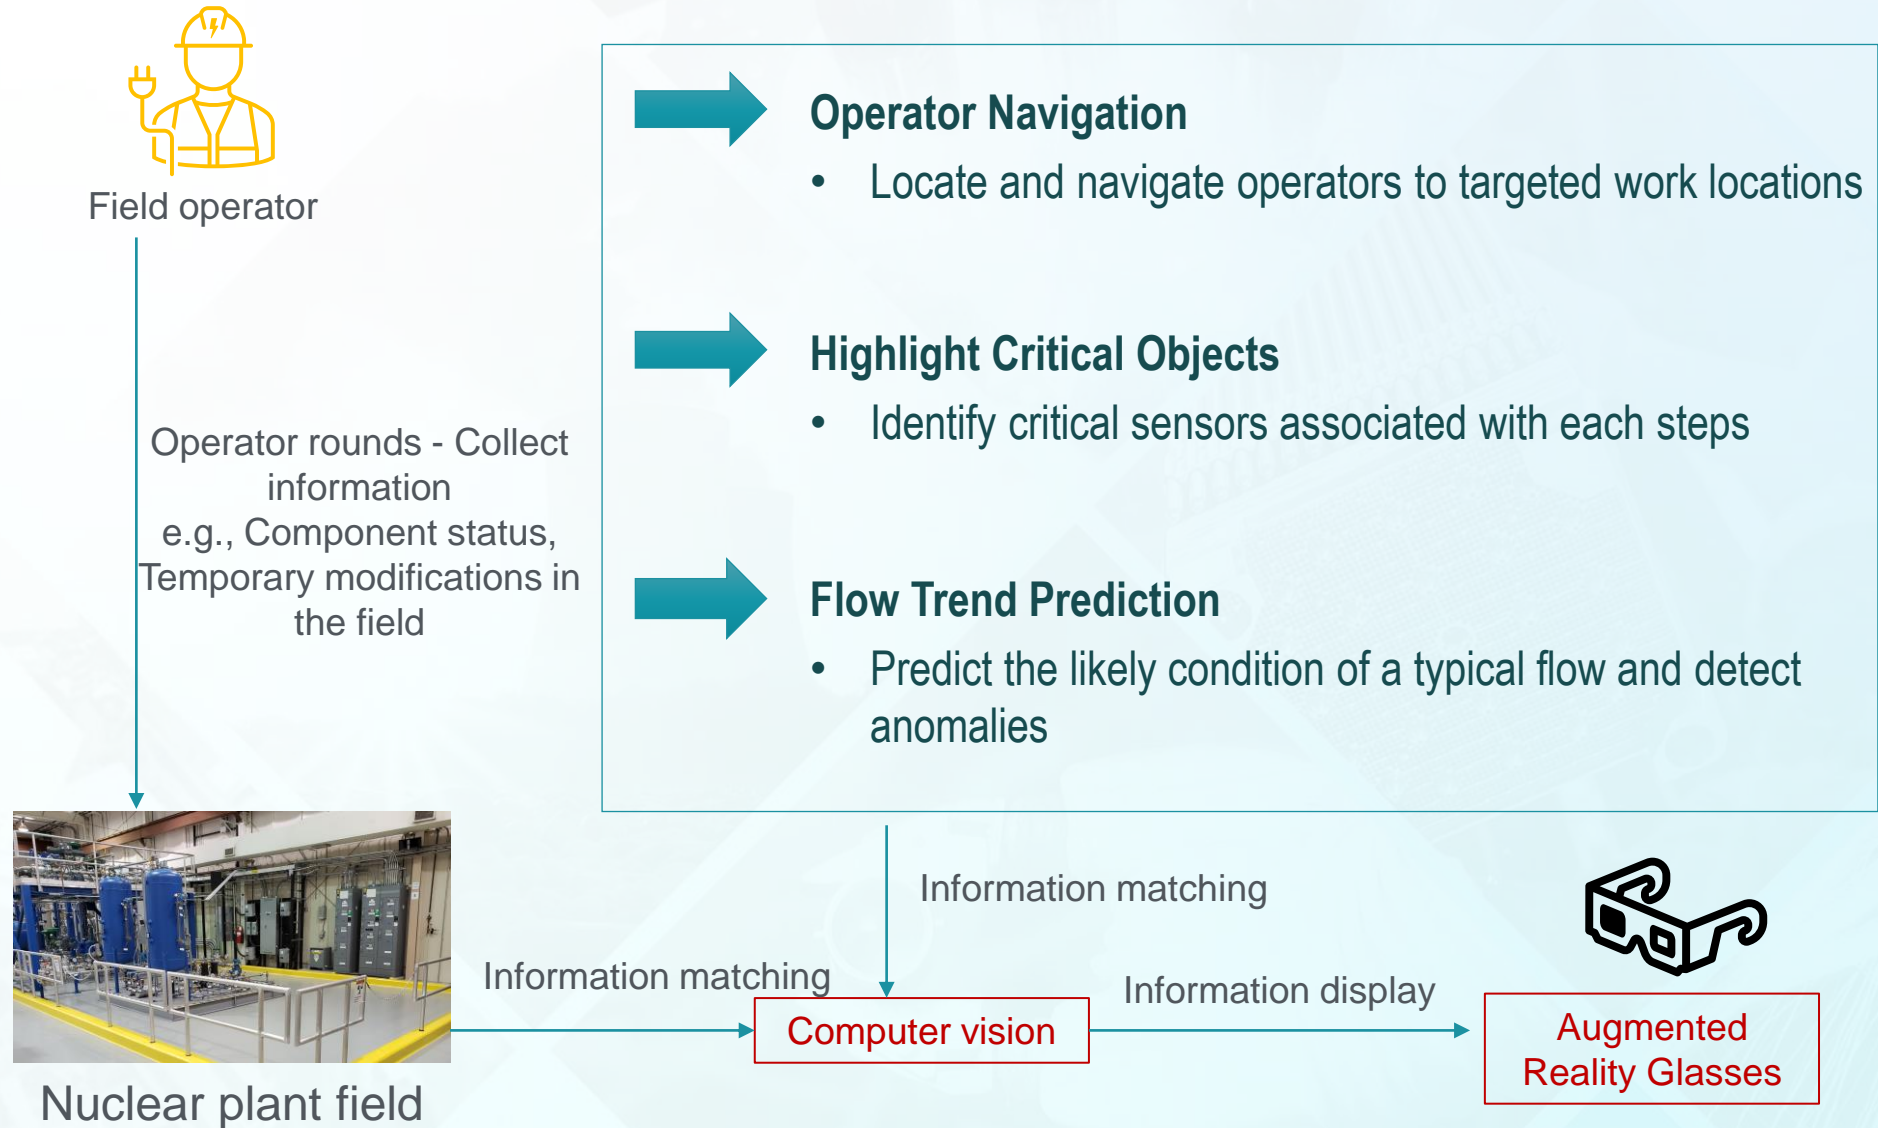 Field operator
Operator rounds - Collect
information
e.g., Component status,
Temporary modifications in
the field
Nuclear plant field
Operator Navigation
• Locate and navigate operators to targeted work locations
Highlight Critical Objects
• Identify critical sensors associated with each steps
Flow Trend Prediction
• Predict the likely condition of a typical flow and detect
anomalies
Information matching
Information matching
Computer vision
Information display
Augmented
Reality Glasses